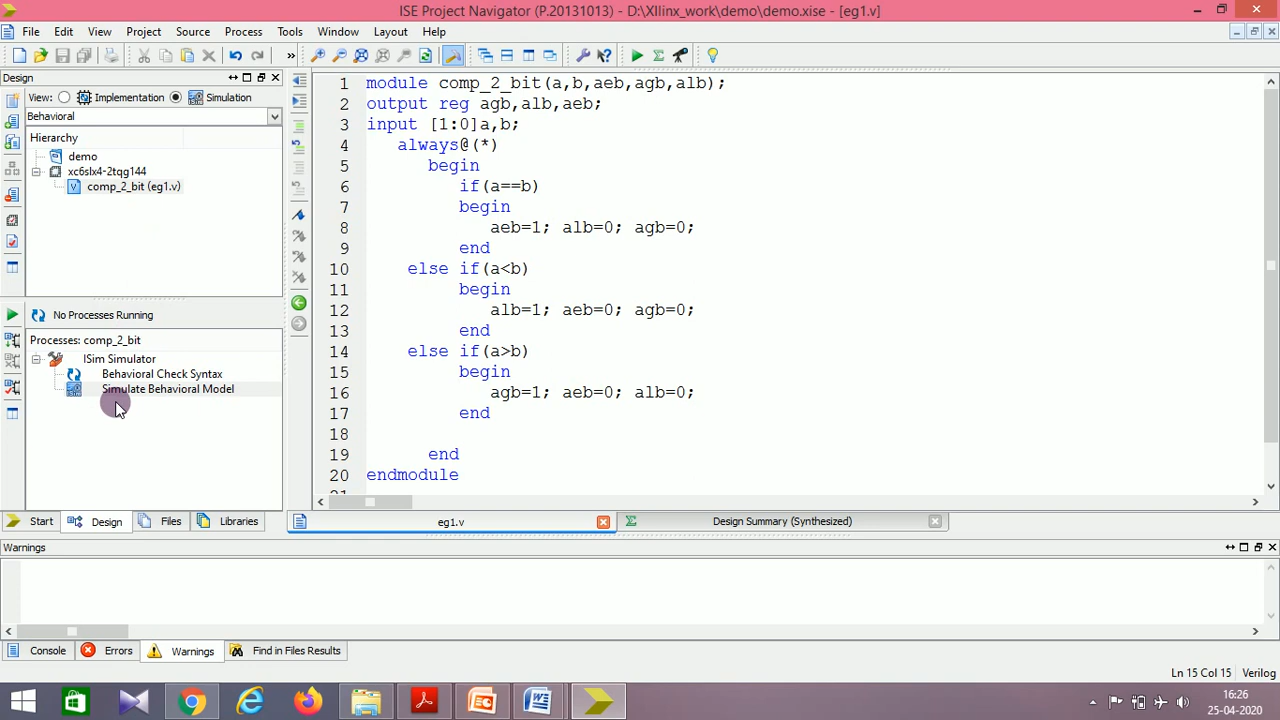 ISE Project Navigator (P.20131013) - D:\XIlinx_work\demo\demo.xise - [eg1.v]
File Edit View Project Source Process Tools Window Layout Help
Design
View: Implementation Simulation
Behavioral
Hierarchy
demo
xc6slx4-2tqg144
comp_2_bit (eg1.v)
No Processes Running
Processes: comp_2_bit
ISim Simulator
Behavioral Check Syntax
Simulate Behavioral Model
Start Design Files Libraries
1 module comp_2_bit(a,b,aeb,agb,alb);
2 output reg agb,alb,aeb;
3 input [1:0]a,b;
4 always@(*)
5 begin
6 if(a==b)
7 begin
8 aeb=1; alb=0; agb=0;
9 end
10 else if(a<b)
11 begin
12 alb=1; aeb=0; agb=0;
13 end
14 else if(a>b)
15 begin
16 agb=1; aeb=0; alb=0;
17 end
18
19 end
20 endmodule
21
eg1.v Design Summary (Synthesized)
Warnings
Console Errors Warnings Find in Files Results
Ln 15 Col 15 Verilog
16:26
25-04-2020